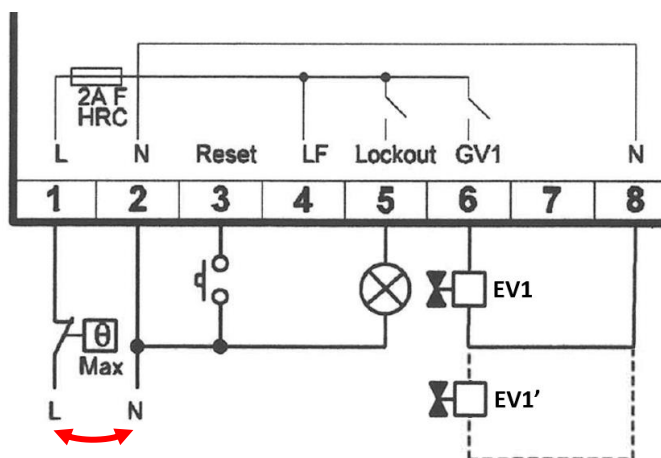 2A F
HRC
L N Reset LF Lockout GV1 N
1 2 3 4 5 6 7 8
EV1
θ
Max
L N
EV1’